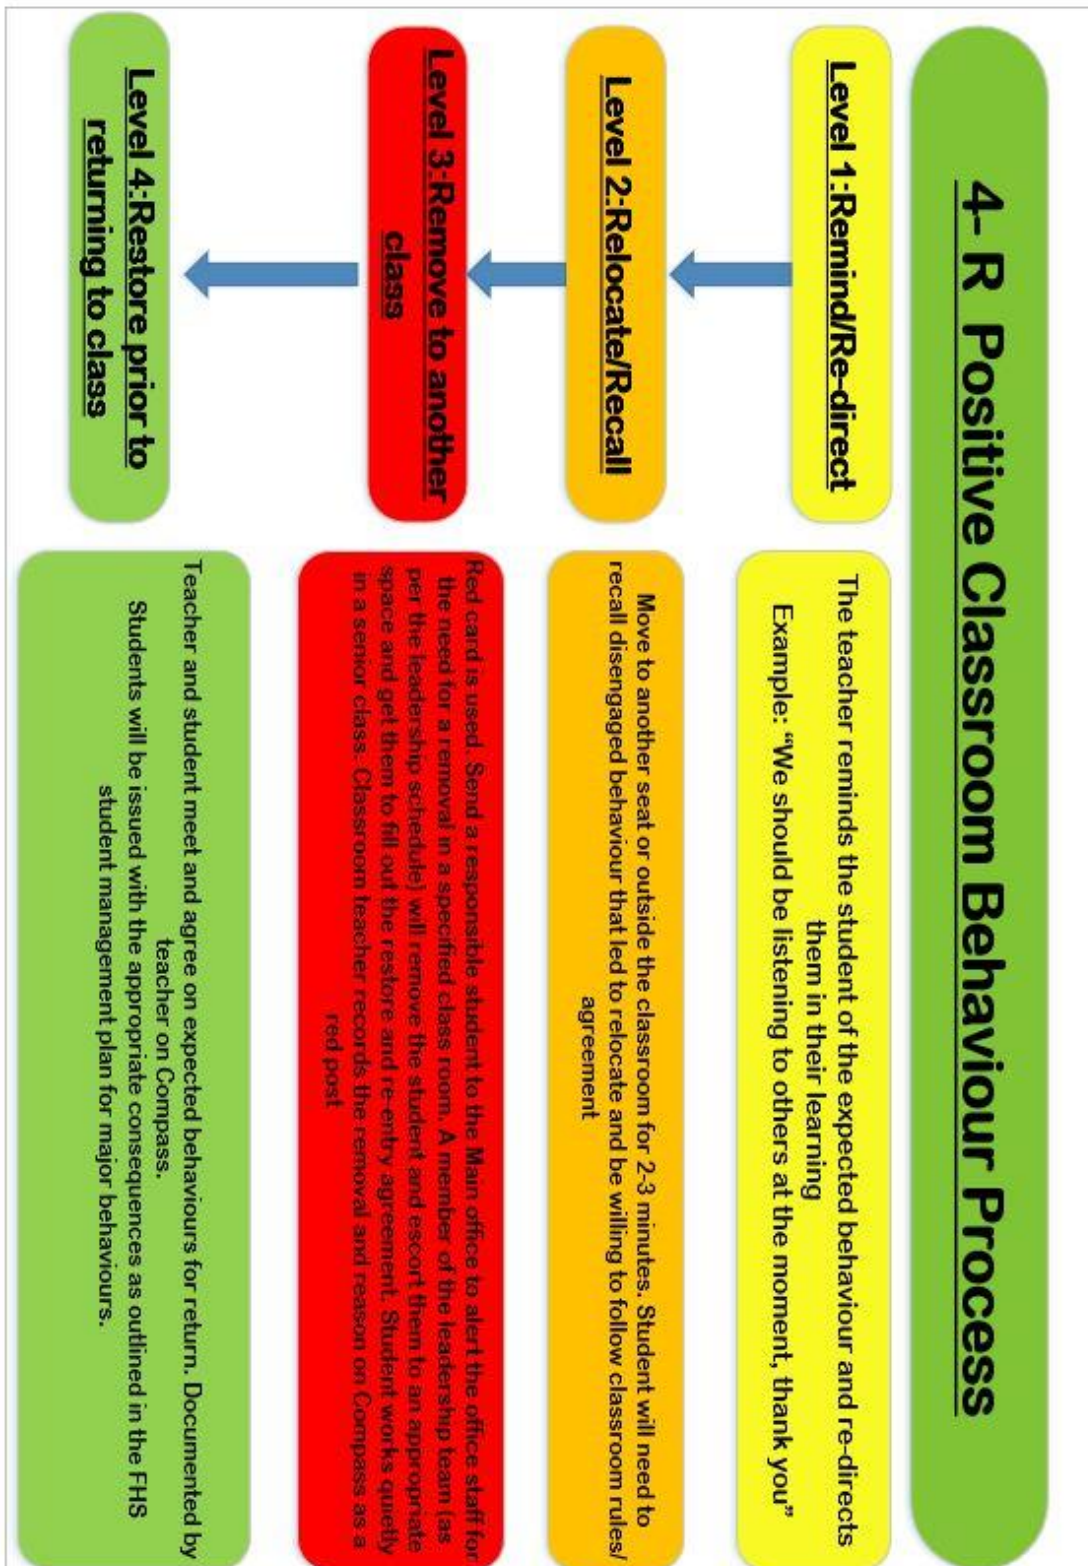 4- R Positive Classroom Behaviour Process
Level 1:Remind/Re-direct
The teacher reminds the student of the expected behaviour and re-directs
them in their learning
Example: “We should be listening to others at the moment, thank you”
Level 2:Relocate/Recall
Move to another seat or outside the classroom for 2-3 minutes. Student will need to
recall disengaged behaviour that led to relocate and be willing to follow classroom rules/
agreement
Level 3:Remove to another
class
Red card is used. Send a responsible student to the Main office to alert the office staff for
the need for a removal in a specified class room. A member of the leadership team (as
per the leadership schedule) will remove the student and escort them to an appropriate
space and get them to fill out the restore and re-entry agreement. Student works quietly
in a senior class. Classroom teacher records the removal and reason on Compass as a
red post
Level 4:Restore prior to
returning to class
Teacher and student meet and agree on expected behaviours for return. Documented by
teacher on Compass.
Students will be issued with the appropriate consequences as outlined in the FHS
student management plan for major behaviours.